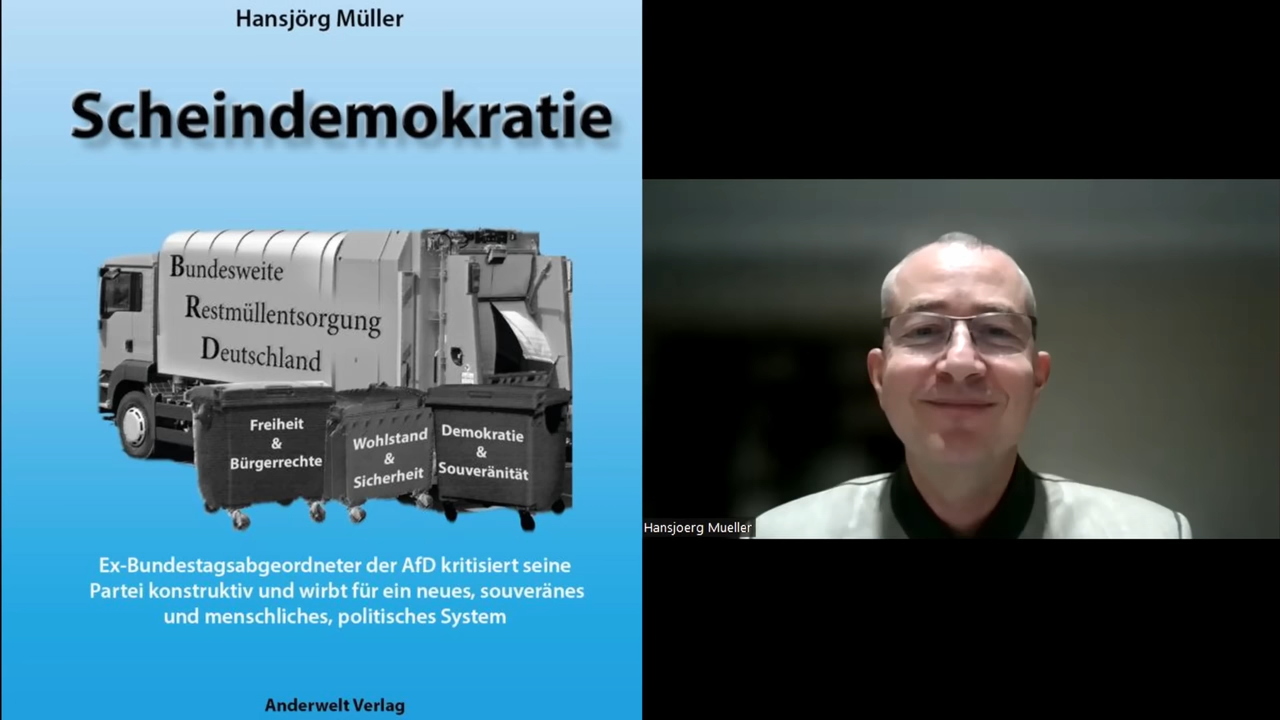 Hansjörg Müller
Scheindemokratie
Bundesweite
Restmüllentsorgung
Deutschland
Freiheit
&
Bürgerrechte
Wohlstand
&
Sicherheit
Demokratie
&
Souveränität
Ex-Bundestagsabgeordneter der AfD kritisiert seine
Partei konstruktiv und wirbt für ein neues, souveränes
und menschliches, politisches System
Anderwelt Verlag
Hansjoerg Mueller